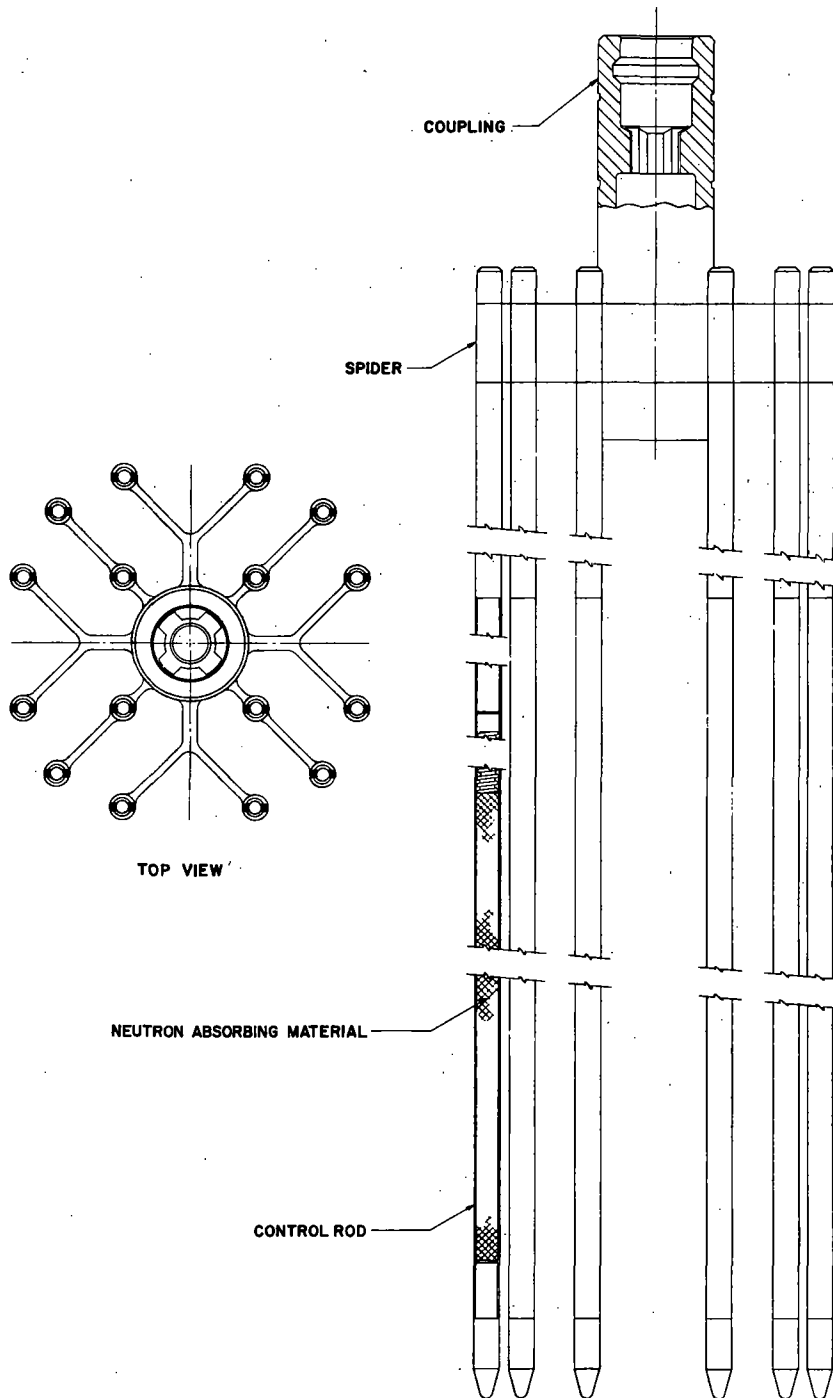 COUPLING
SPIDER
TOP VIEW
NEUTRON ABSORBING MATERIAL
CONTROL ROD